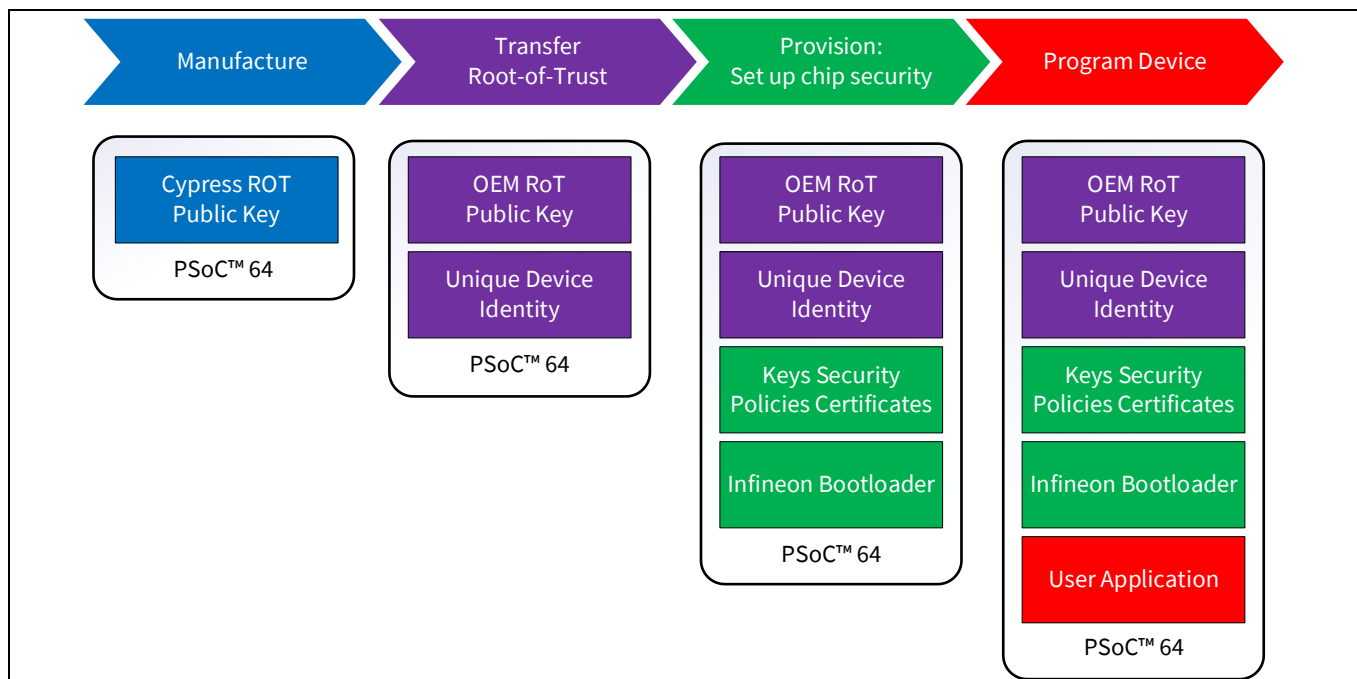 Manufacture
Transfer
Root-of-Trust
Provision:
Set up chip security
Program Device
Cypress ROT
Public Key
PSoC™ 64
OEM RoT
Public Key
Unique Device
Identity
PSoC™ 64
OEM RoT
Public Key
Unique Device
Identity
Keys Security
Policies Certificates
Infineon Bootloader
PSoC™ 64
OEM RoT
Public Key
Unique Device
Identity
Keys Security
Policies Certificates
Infineon Bootloader
User Application
PSoC™ 64